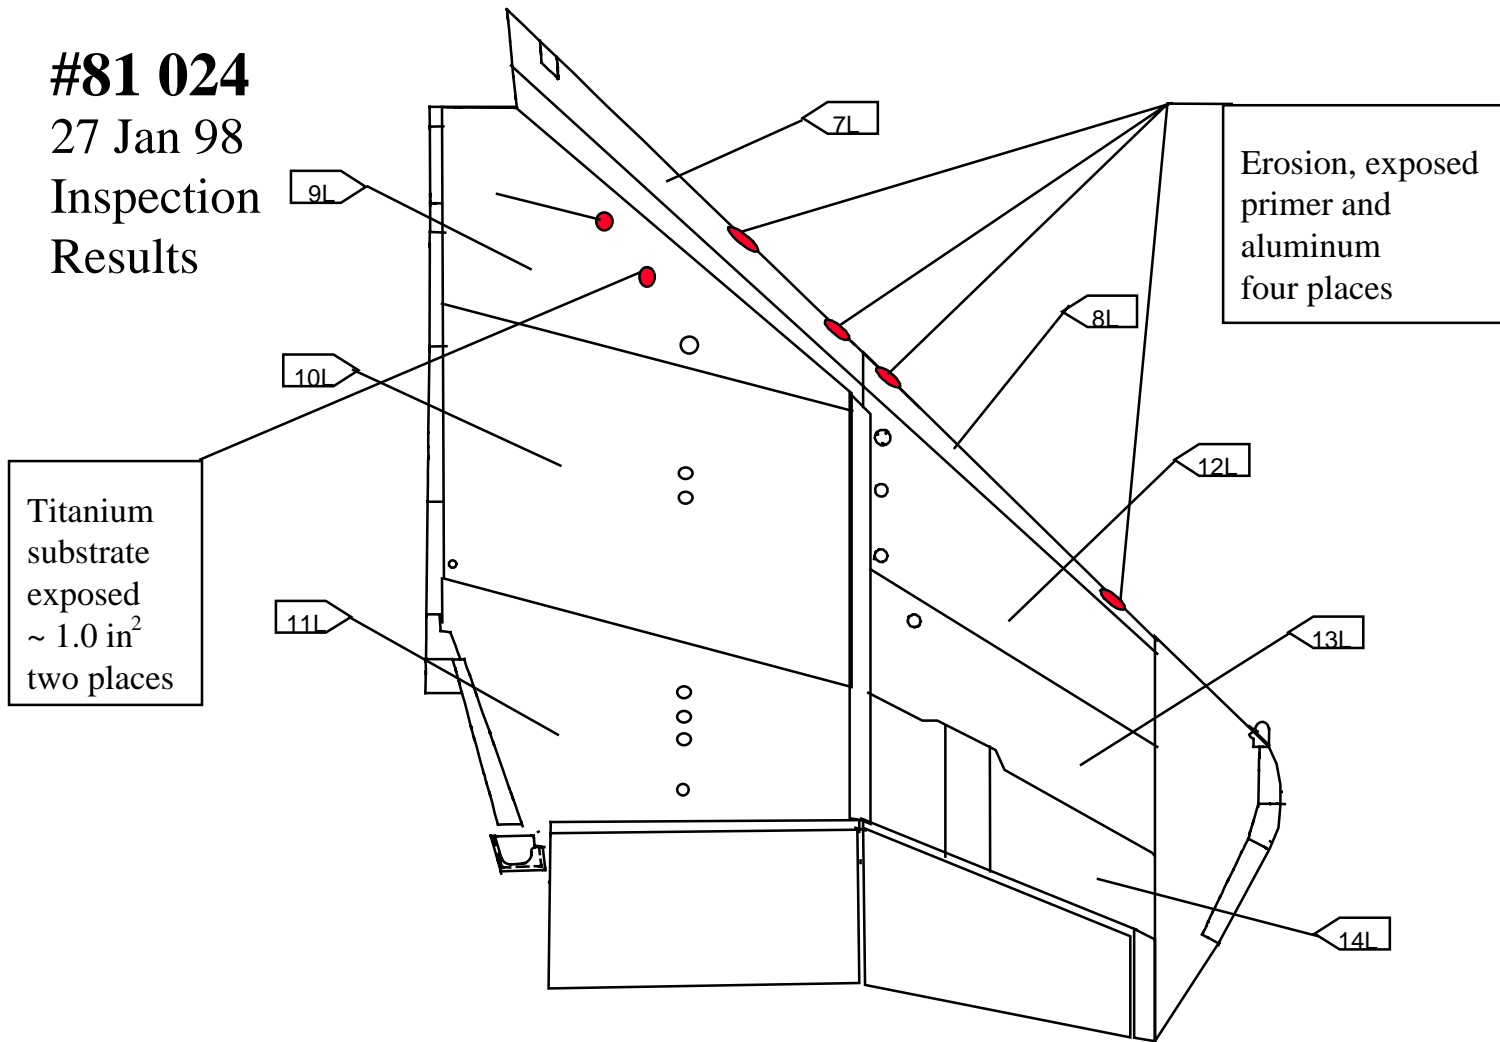 #81 024
27 Jan 98
Inspection
Results
7L
9L
Erosion, exposed
primer and
aluminum
four places
8L
10L
12L
Titanium
substrate
exposed
~ 1.0 in²
two places
11L
13L
14L